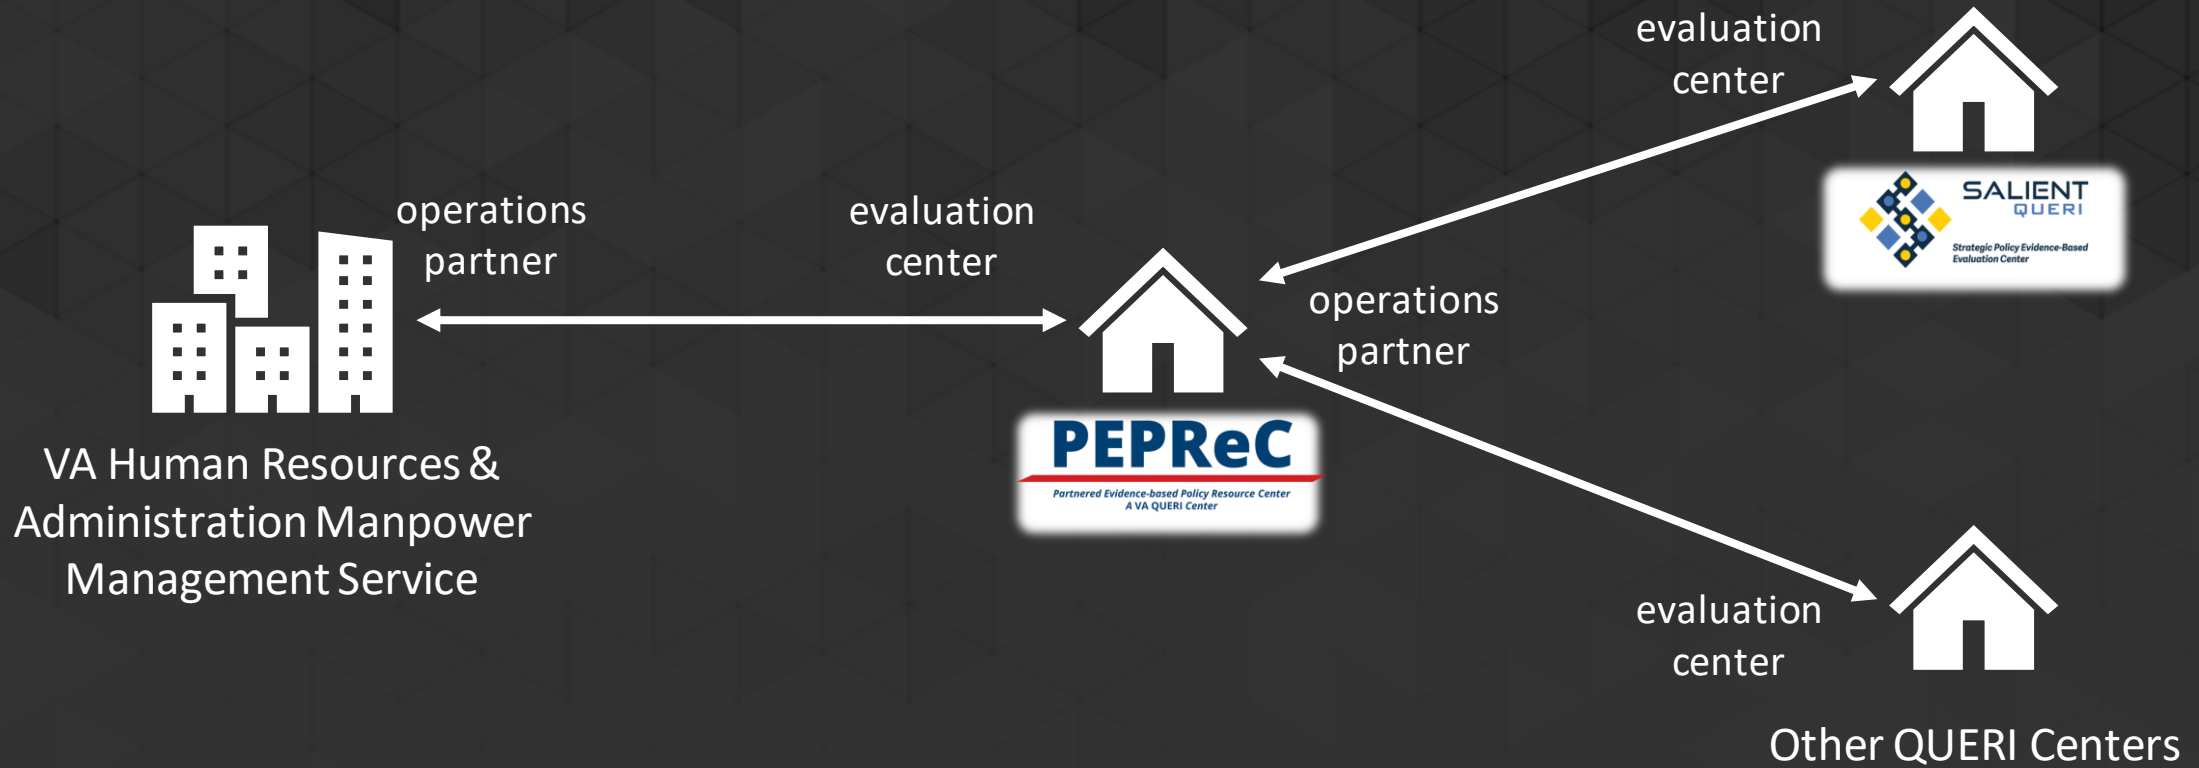 operations
partner
VA Human Resources &
Administration Manpower
Management Service
evaluation
center
PEPReC
Partnered Evidence-based Policy Resource Center
A VA QUERI Center
operations
partner
evaluation
center
SALIENT
QUERI
Strategic Policy Evidence-Based
Evaluation Center
evaluation
center
Other QUERI Centers